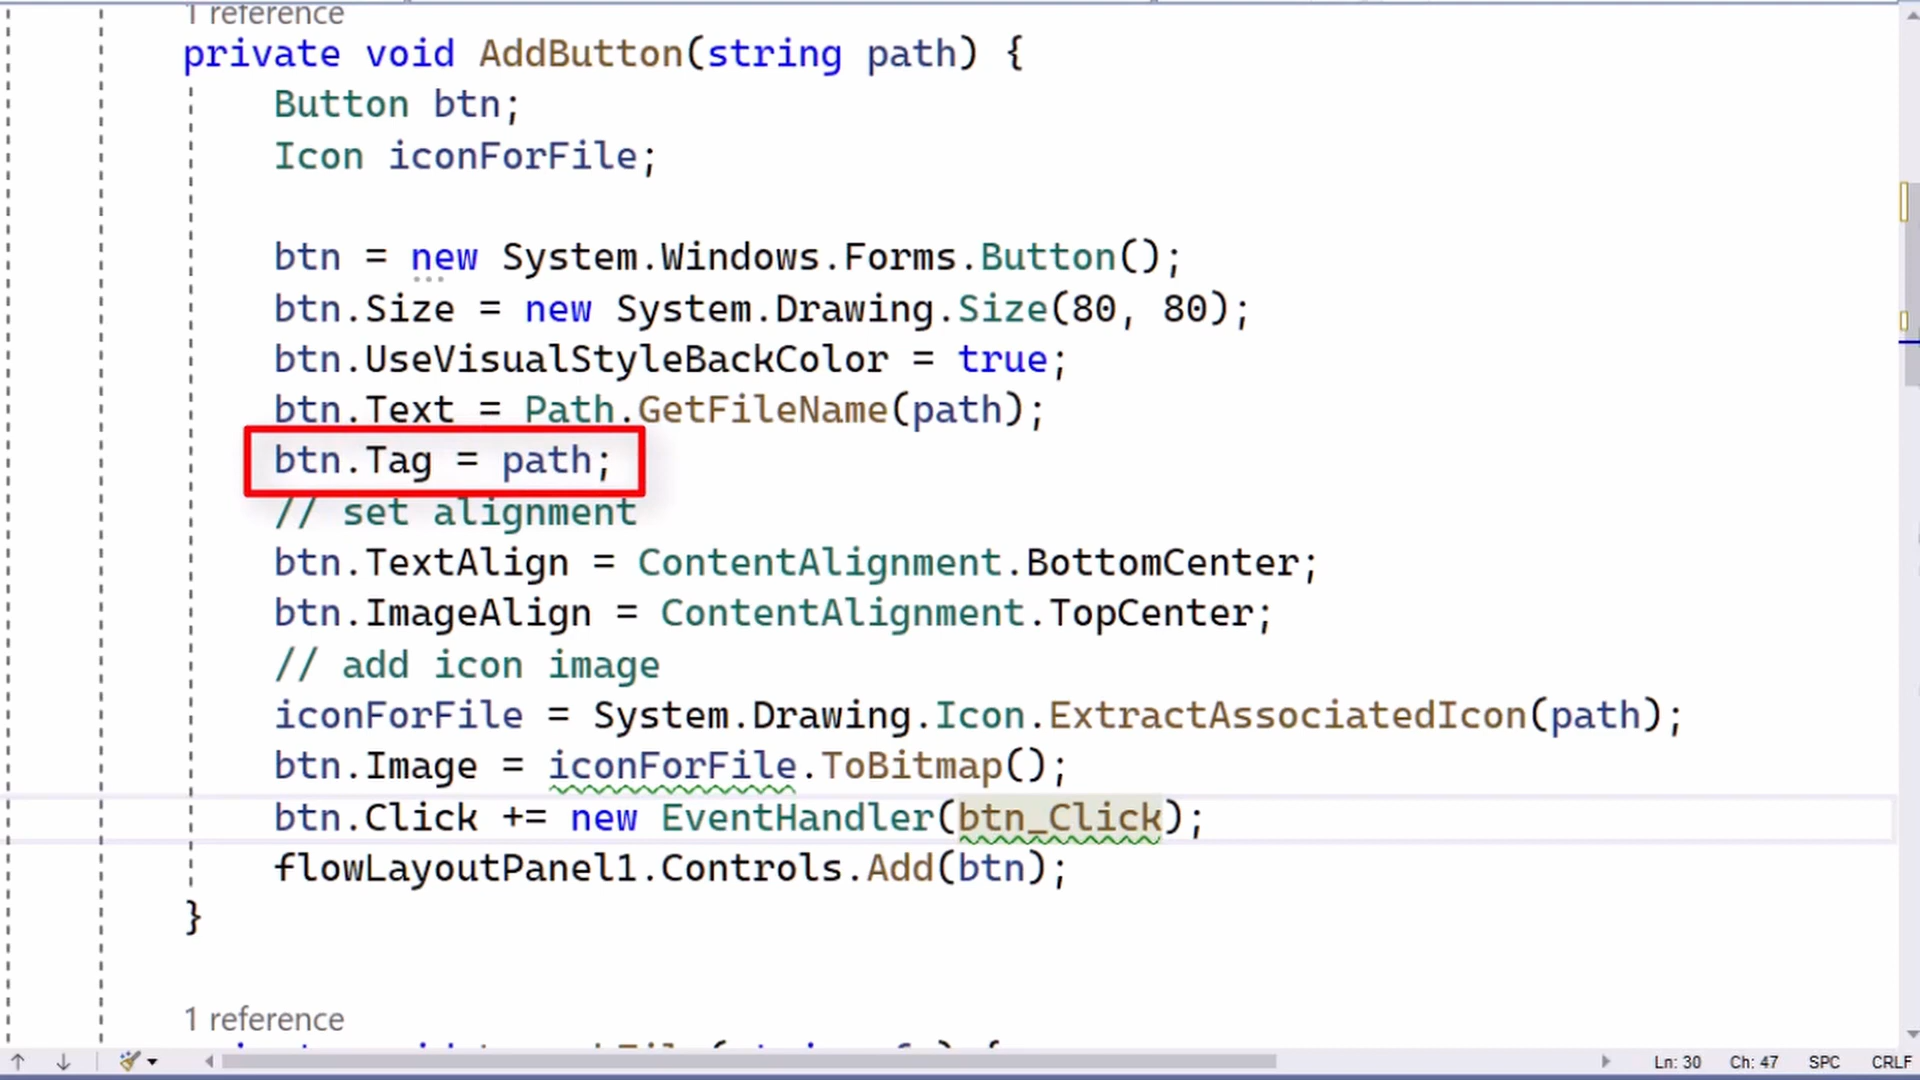 1 reference
private void AddButton(string path) {
Button btn;
Icon iconForFile;
btn = new System.Windows.Forms.Button();
btn.Size = new System.Drawing.Size(80, 80);
btn.UseVisualStyleBackColor = true;
btn.Text = Path.GetFileName(path);
btn.Tag = path;
// set alignment
btn.TextAlign = ContentAlignment.BottomCenter;
btn.ImageAlign = ContentAlignment.TopCenter;
// add icon image
iconForFile = System.Drawing.Icon.ExtractAssociatedIcon(path);
btn.Image = iconForFile.ToBitmap();
btn.Click += new EventHandler(btn_Click);
flowLayoutPanel1.Controls.Add(btn);
}
1 reference
Ln: 30 Ch: 47 SPC CRLF